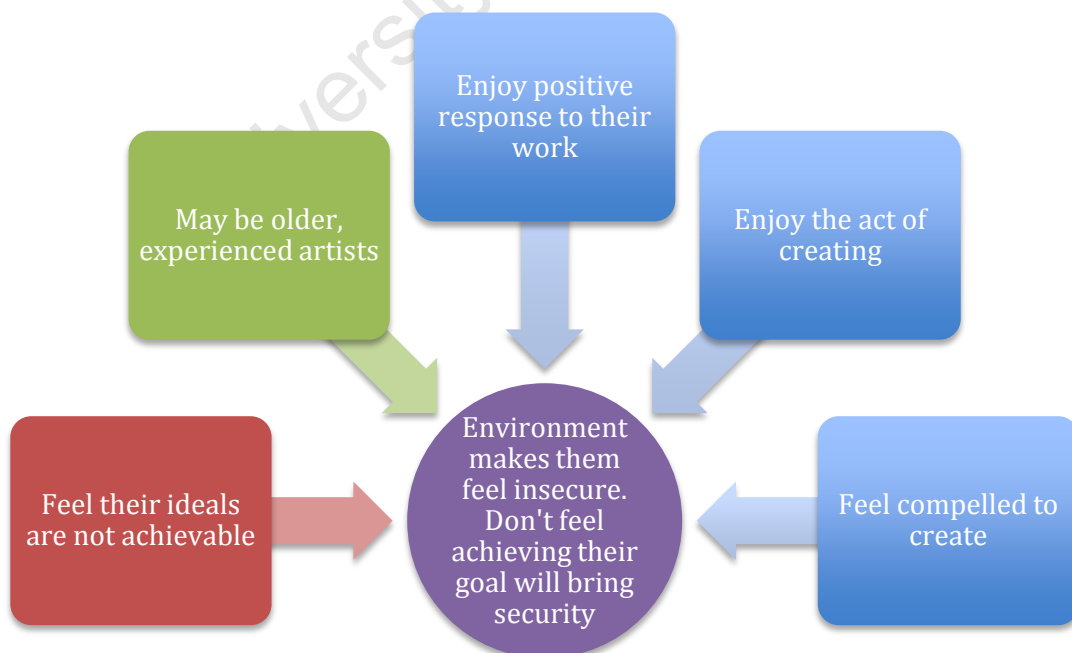 Enjoy positive
response to their
work
May be older,
experienced artists
Enjoy the act of
creating
Feel their ideals
are not achievable
Environment
makes them
feel insecure.
Don't feel
achieving their
goal will bring
security
Feel compelled to
create